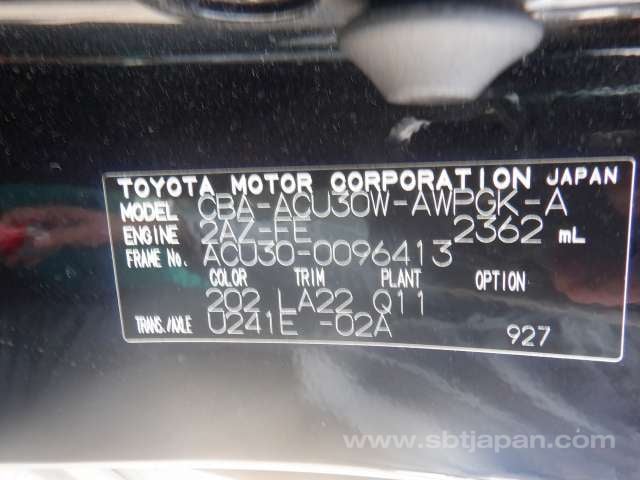 TOYOTA MOTOR CORPORATION JAPAN
MODEL CBA-ACU30W-AWPGK-A
ENGINE 2AZ-FE 2362 mL
FRAME No. ACU30-0096413
COLOR TRIM PLANT OPTION
202 LA22 Q11
TRANS./AXLE U241E -02A 927
www.sbtjapan.com